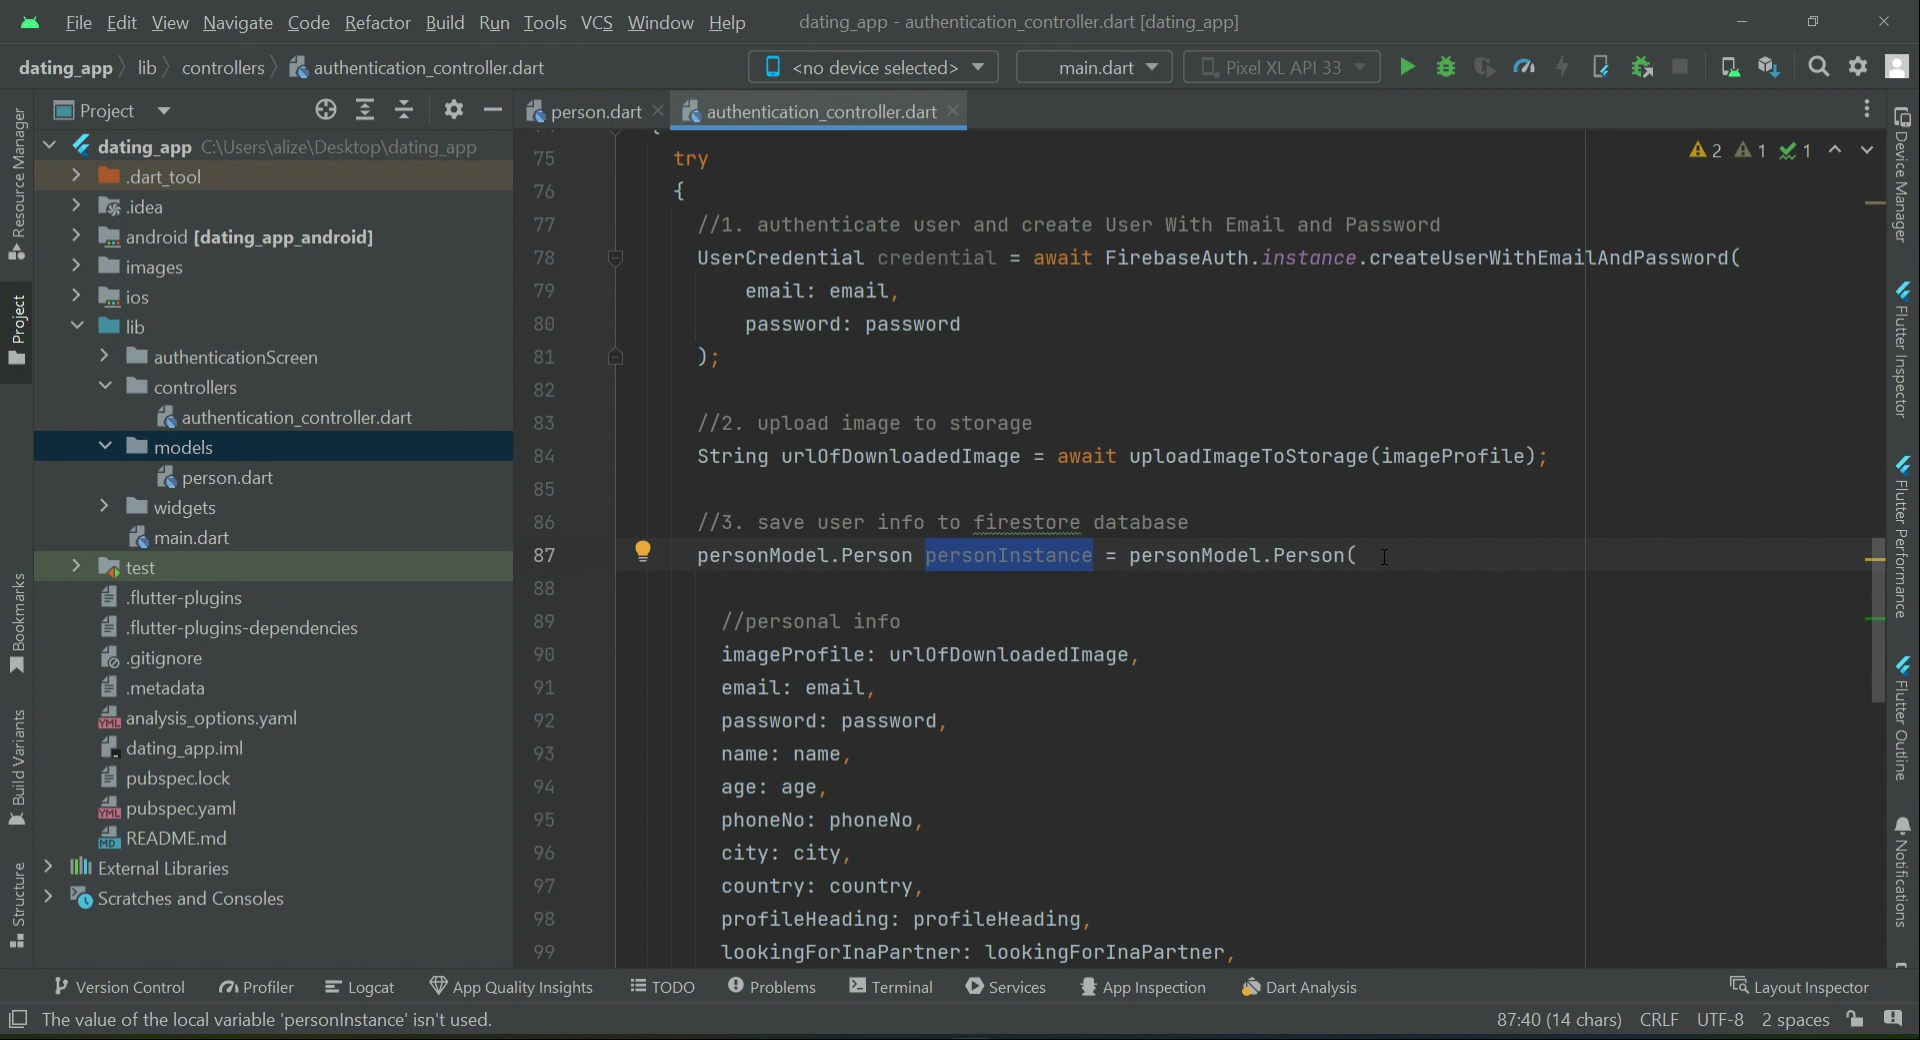 File Edit View Navigate Code Refactor Build Run Tools VCS Window Help dating_app - authentication_controller.dart [dating_app]
dating_app lib controllers authentication_controller.dart <no device selected> main.dart Pixel XL API 33
Project
person.dart authentication_controller.dart
Resource Manager
Project
Bookmarks
Build Variants
Structure
dating_app C:\Users\alize\Desktop\dating_app
.dart_tool
.idea
android [dating_app_android]
images
ios
lib
authenticationScreen
controllers
authentication_controller.dart
models
person.dart
widgets
main.dart
test
.flutter-plugins
.flutter-plugins-dependencies
.gitignore
.metadata
analysis_options.yaml
dating_app.iml
pubspec.lock
pubspec.yaml
README.md
External Libraries
Scratches and Consoles
2 1 1
75 try
76 {
77 //1. authenticate user and create User With Email and Password
78 UserCredential credential = await FirebaseAuth.instance.createUserWithEmailAndPassword(
79 email: email,
80 password: password
81 );
82
83 //2. upload image to storage
84 String urlOfDownloadedImage = await uploadImageToStorage(imageProfile);
85
86 //3. save user info to firestore database
87 personModel.Person personInstance = personModel.Person(
88
89 //personal info
90 imageProfile: urlOfDownloadedImage,
91 email: email,
92 password: password,
93 name: name,
94 age: age,
95 phoneNo: phoneNo,
96 city: city,
97 country: country,
98 profileHeading: profileHeading,
99 lookingForInaPartner: lookingForInaPartner,
Device Manager
Flutter Inspector
Flutter Performance
Flutter Outline
Notifications
Version Control Profiler Logcat App Quality Insights TODO Problems Terminal Services App Inspection Dart Analysis Layout Inspector
The value of the local variable 'personInstance' isn't used. 87:40 (14 chars) CRLF UTF-8 2 spaces